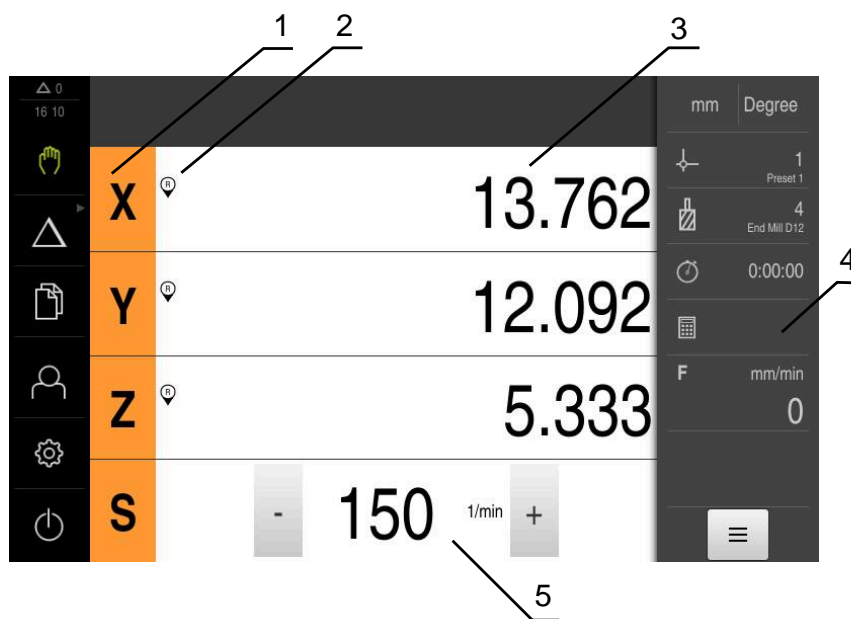 1 2 3
0
16 10
mm Degree
1
Preset 1
X R 13.762
4
End Mill D12
4
0:00:00
Y R 12.092
F mm/min
0
Z R 5.333
S - 150 1/min +
5